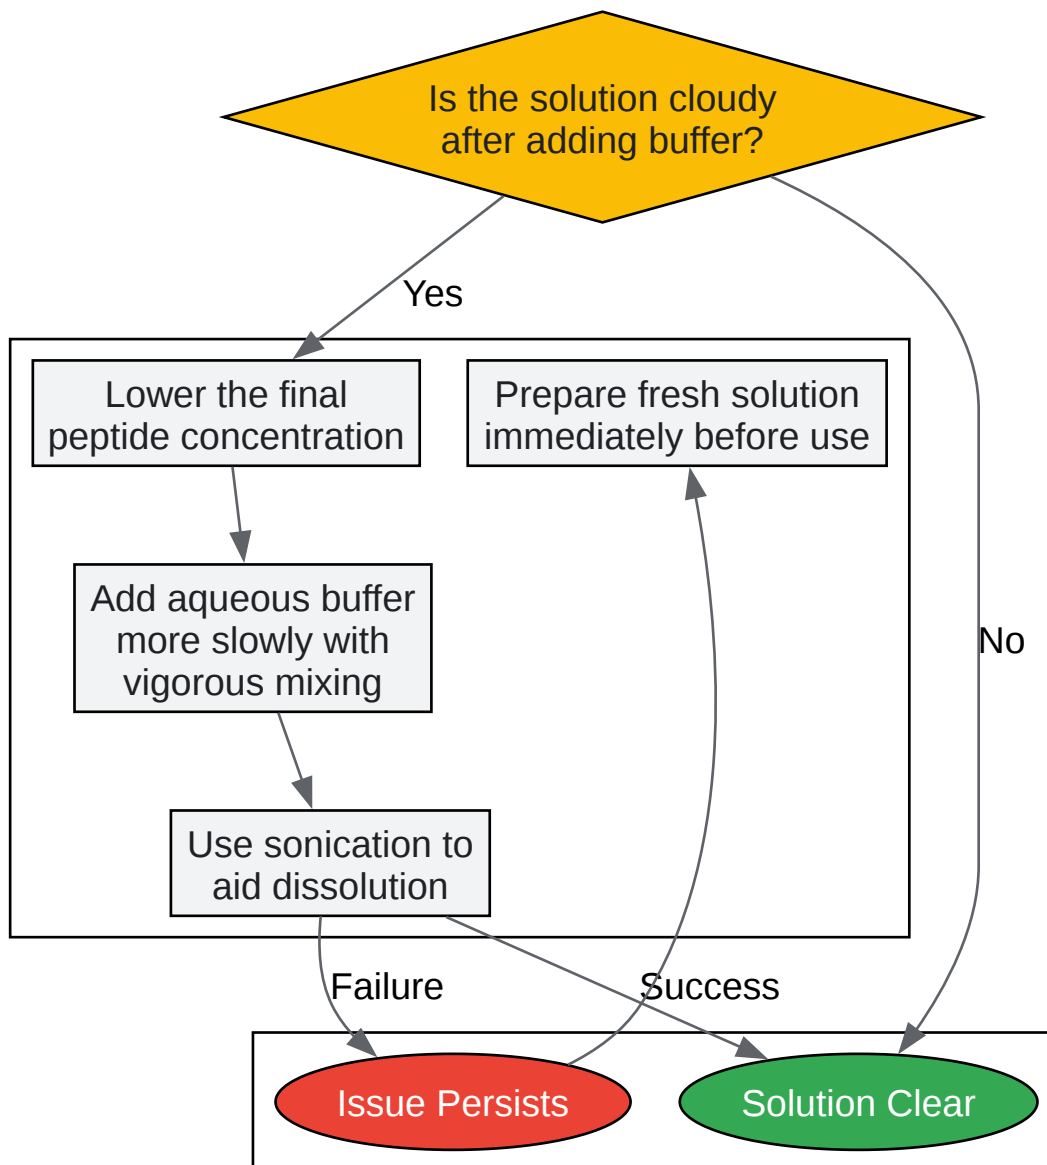 Is the solution cloudy
after adding buffer?
Yes
Lower the final
peptide concentration
Prepare fresh solution
immediately before use
Add aqueous buffer
more slowly with
vigorous mixing
No
Use sonication to
aid dissolution
Failure
Success
Issue Persists
Solution Clear